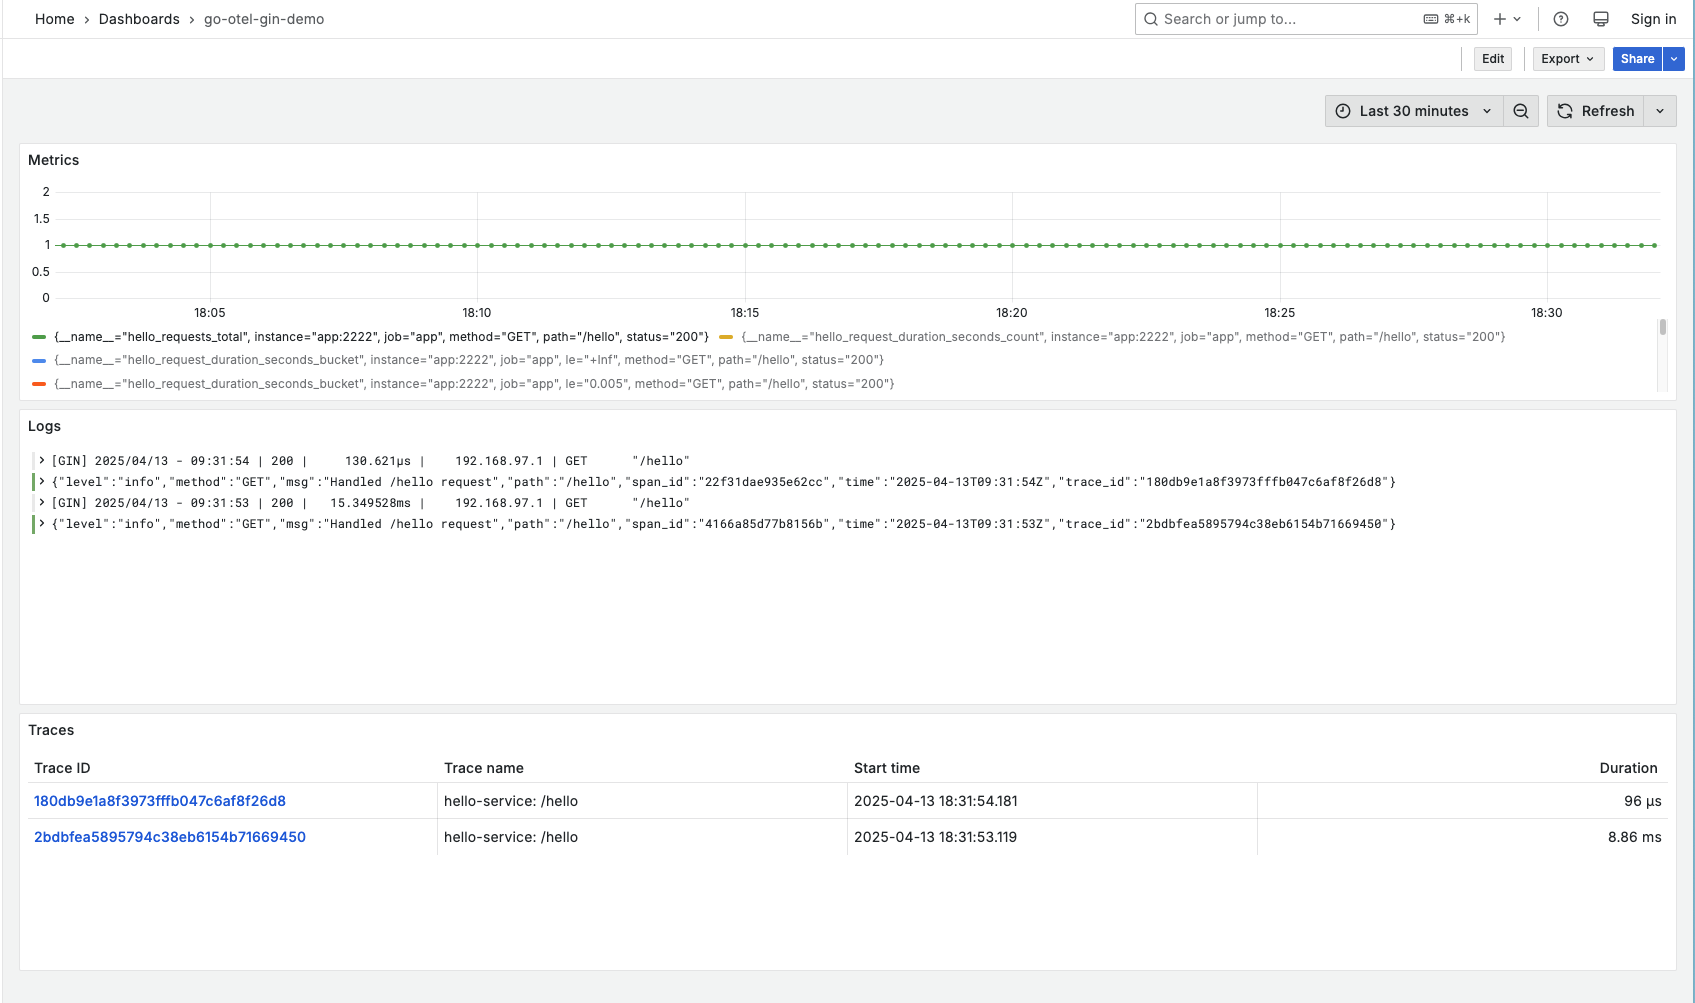 Home › Dashboards › go-otel-gin-demo
Search or jump to... ⌘+k
Sign in
Edit Export Share
Last 30 minutes Refresh
Metrics
2
1.5
1
0.5
0
18:05 18:10 18:15 18:20 18:25 18:30
{__name__="hello_requests_total", instance="app:2222", job="app", method="GET", path="/hello", status="200"} {__name__="hello_request_duration_seconds_count", instance="app:2222", job="app", method="GET", path="/hello", status="200"}
{__name__="hello_request_duration_seconds_bucket", instance="app:2222", job="app", le="+Inf", method="GET", path="/hello", status="200"}
{__name__="hello_request_duration_seconds_bucket", instance="app:2222", job="app", le="0.005", method="GET", path="/hello", status="200"}
Logs
[GIN] 2025/04/13 - 09:31:54 | 200 | 130.621µs | 192.168.97.1 | GET "/hello"
{"level":"info","method":"GET","msg":"Handled /hello request","path":"/hello","span_id":"22f31dae935e62cc","time":"2025-04-13T09:31:54Z","trace_id":"180db9e1a8f3973fffb047c6af8f26d8"}
[GIN] 2025/04/13 - 09:31:53 | 200 | 15.349528ms | 192.168.97.1 | GET "/hello"
{"level":"info","method":"GET","msg":"Handled /hello request","path":"/hello","span_id":"4166a85d77b8156b","time":"2025-04-13T09:31:53Z","trace_id":"2bdbfea5895794c38eb6154b71669450"}
Traces
Trace ID Trace name Start time Duration
180db9e1a8f3973fffb047c6af8f26d8 hello-service: /hello 2025-04-13 18:31:54.181 96 µs
2bdbfea5895794c38eb6154b71669450 hello-service: /hello 2025-04-13 18:31:53.119 8.86 ms